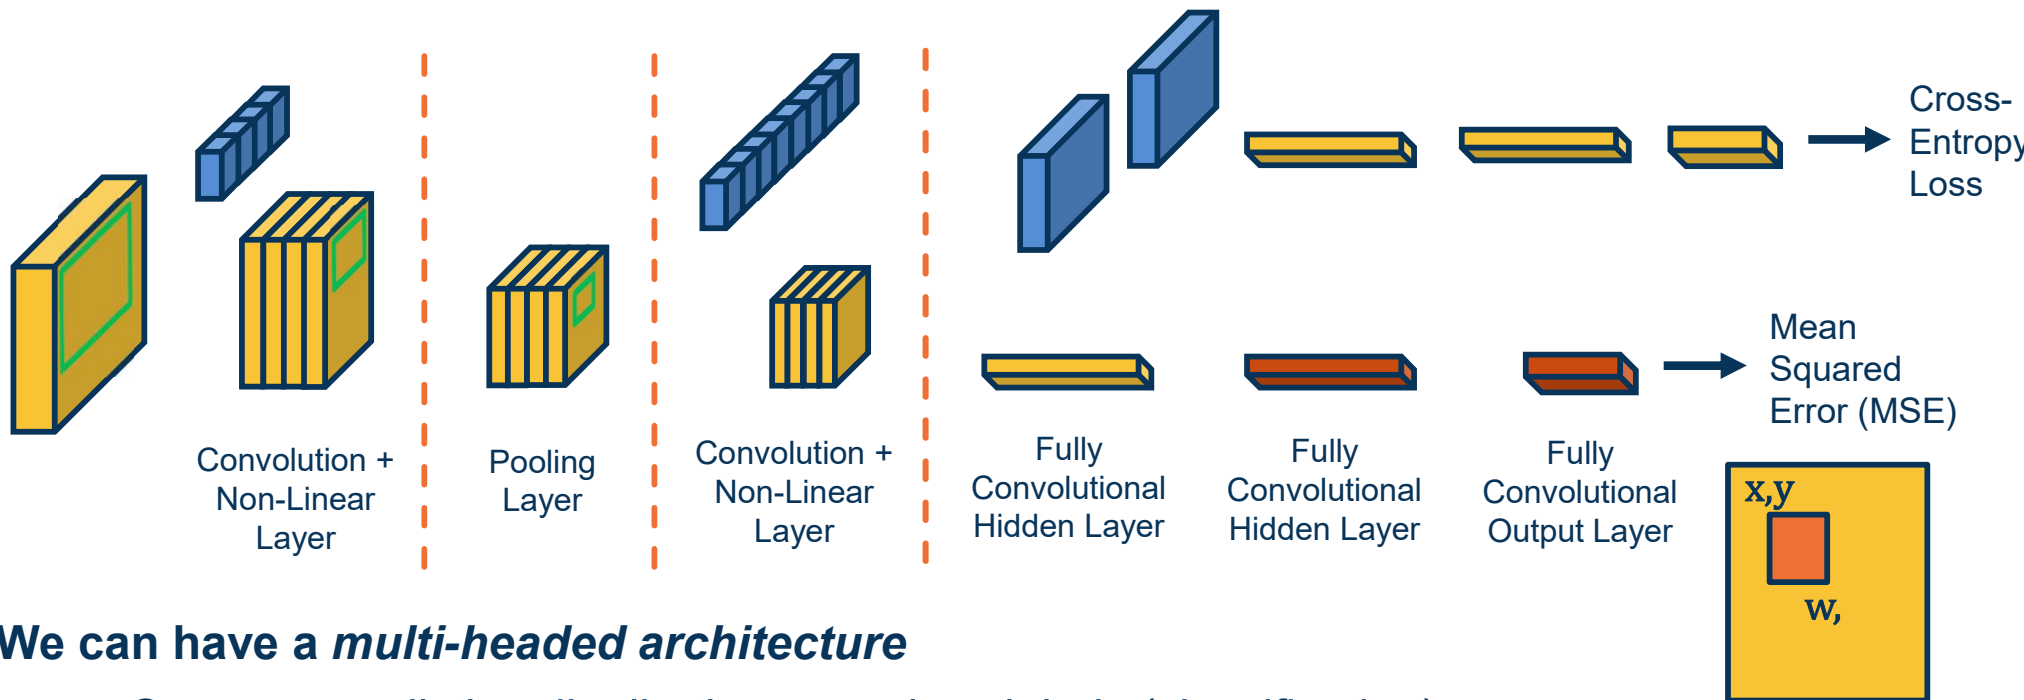 Cross-
Entropy
Loss
Mean
Squared
Error (MSE)
Convolution +
Non-Linear
Layer
Pooling
Layer
Convolution +
Non-Linear
Layer
Fully
Convolutional
Hidden Layer
Fully
Convolutional
Hidden Layer
Fully
Convolutional
Output Layer
x,y
w,
We can have a multi-headed architecture